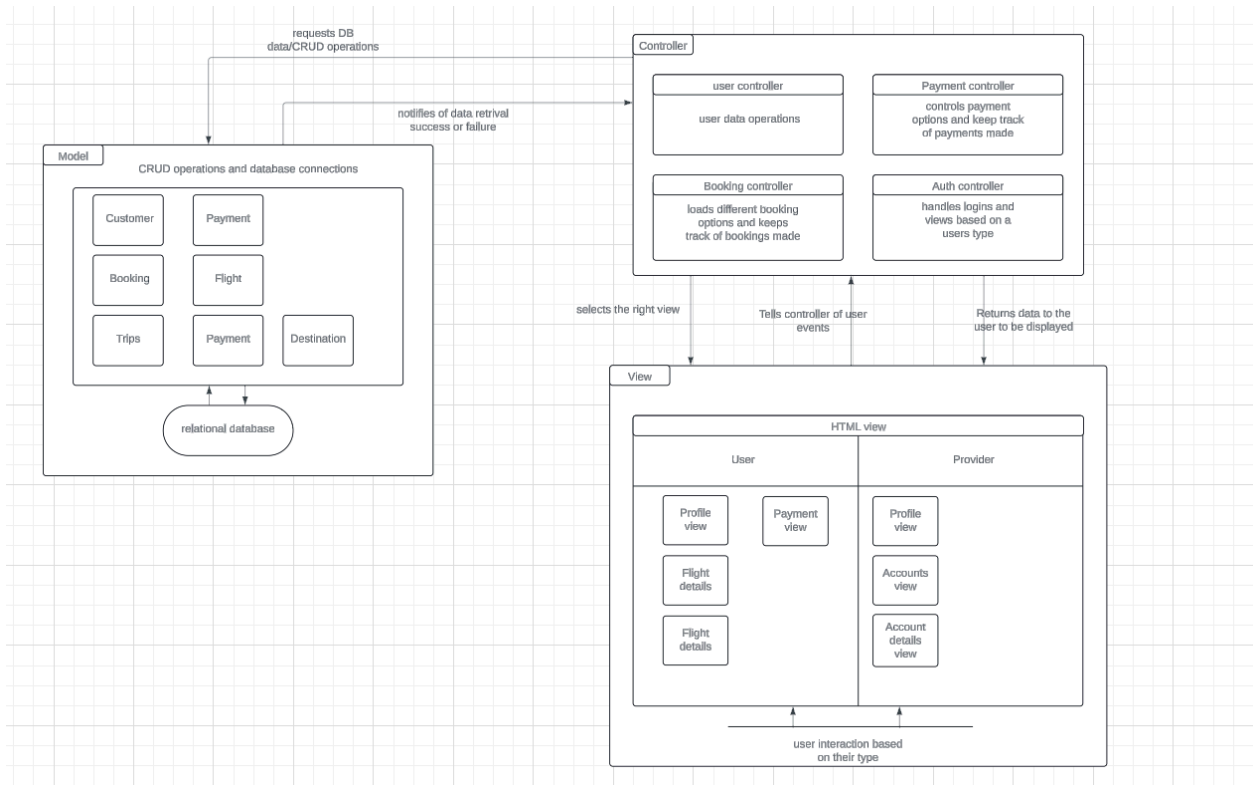 requests DB
data/CRUD operations
notifies of data retrival
success or failure
Controller
user controller
user data operations
Payment controller
controls payment
options and keep track
of payments made
Booking controller
loads different booking
options and keeps
track of bookings made
Auth controller
handles logins and
views based on a
users type
Model
CRUD operations and database connections
Customer
Payment
Booking
Flight
Trips
Payment
Destination
relational database
selects the right view
Tells controller of user
events
Returns data to the
user to be displayed
View
HTML view
User
Provider
Profile
view
Payment
view
Profile
view
Flight
details
Accounts
view
Flight
details
Account
details
view
user interaction based
on their type